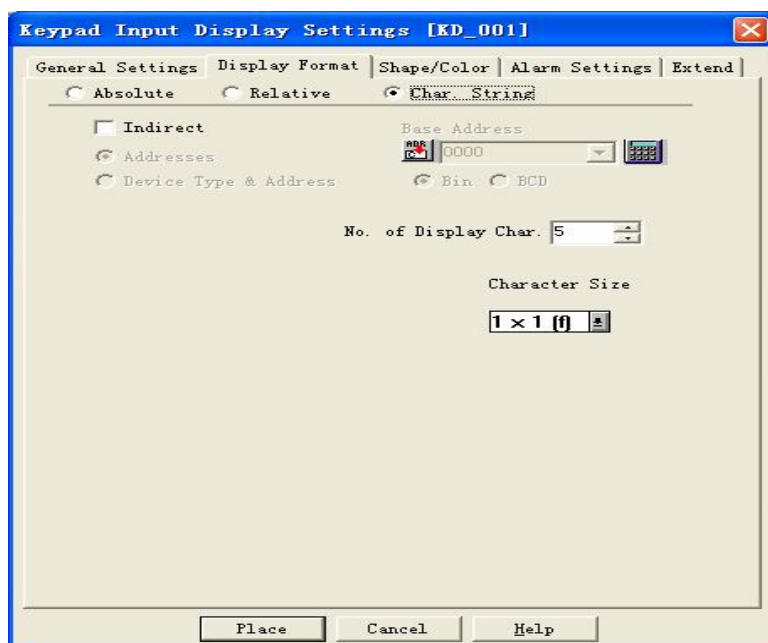 Keypad Input Display Settings [KD_001]
General Settings Display Format Shape/Color Alarm Settings Extend
Absolute Relative Char. String
Indirect Base Address
Addresses 0000
Device Type & Address Bin BCD
No. of Display Char. 5
Character Size
1 × 1 (f)
Place Cancel Help